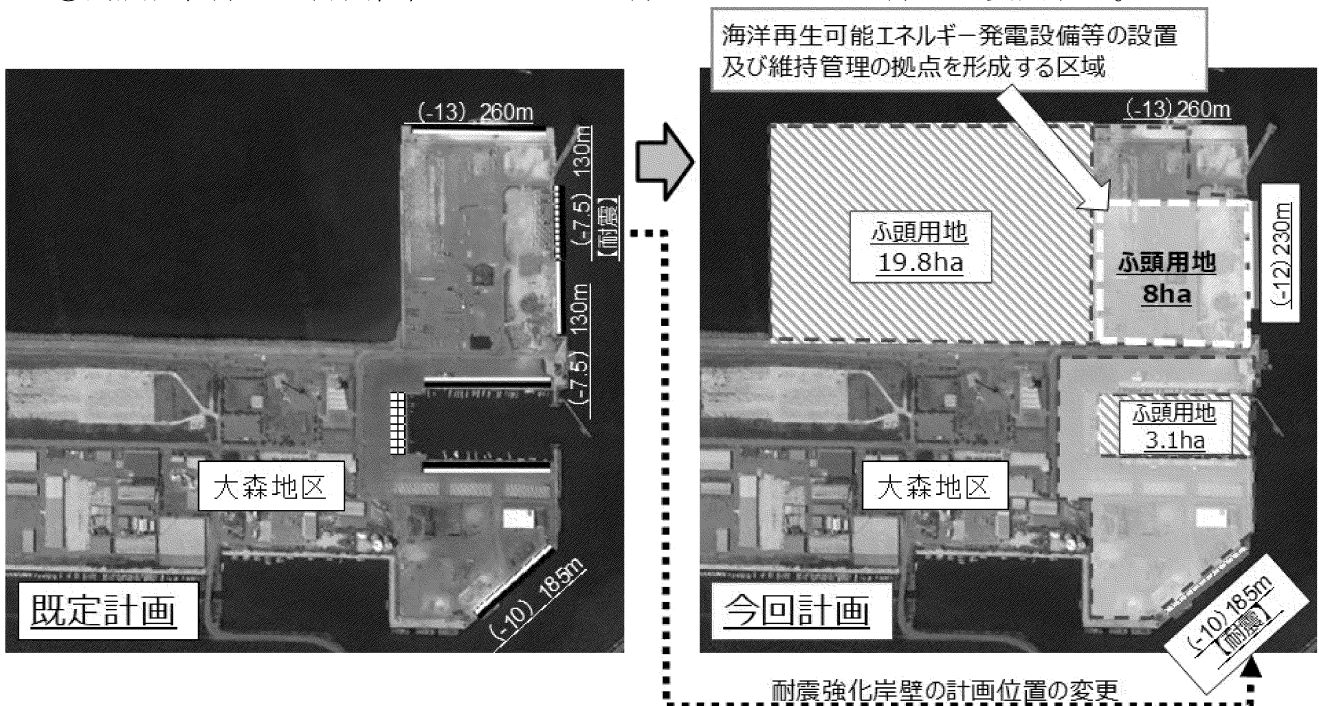 海洋再生可能エネルギー発電設備等の設置
及び維持管理の拠点を形成する区域
(-13) 260m
(-7.5) 130m
【耐震】
(-7.5) 130m
大森地区
(-10) 185m
既定計画
(-13) 260m
ふ頭用地
19.8ha
ふ頭用地
8ha
(-12) 230m
ふ頭用地
3.1ha
大森地区
(-10) 185m
【耐震】
今回計画
耐震強化岸壁の計画位置の変更